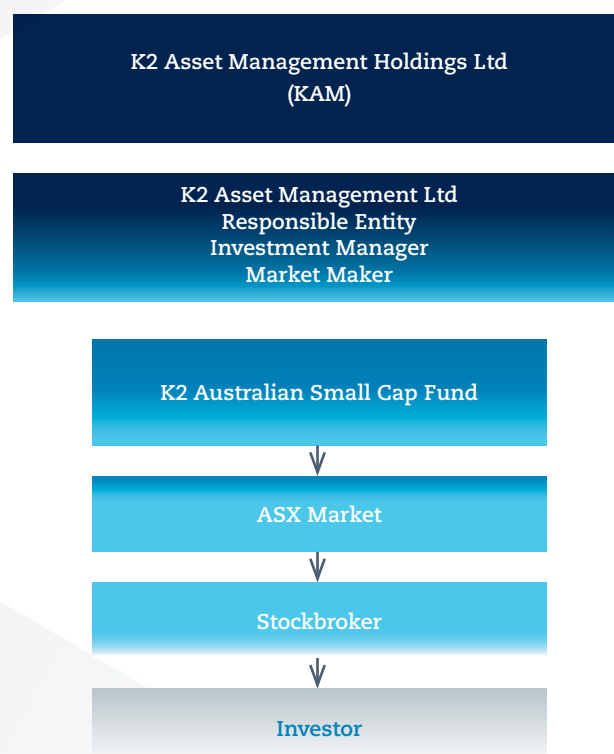 K2 Asset Management Holdings Ltd
(KAM)
K2 Asset Management Ltd
Responsible Entity
Investment Manager
Market Maker
K2 Australian Small Cap Fund
ASX Market
Stockbroker
Investor